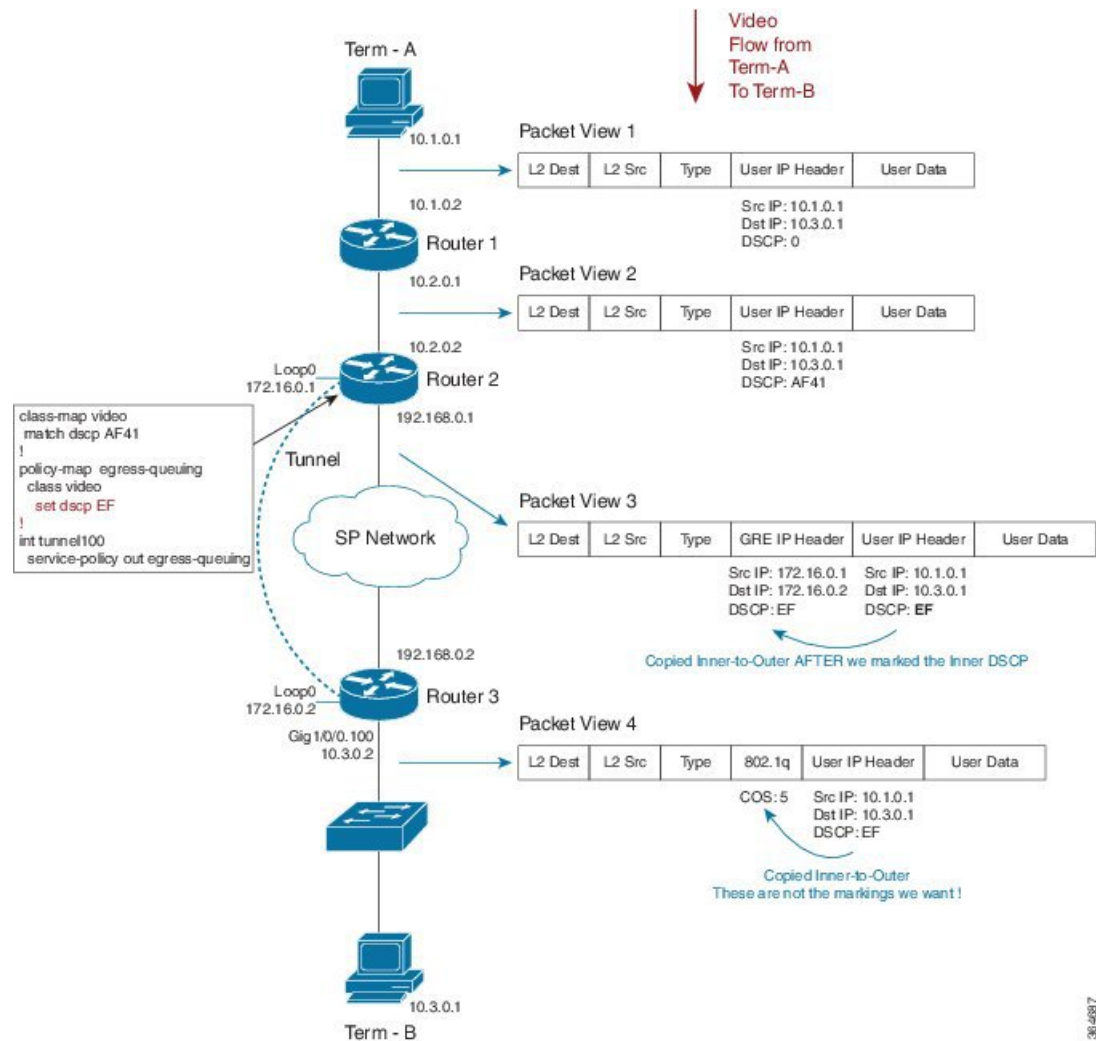 Video
Flow from
Term-A
To Term-B
Term - A
10.1.0.1
Packet View 1
L2 Dest L2 Src Type User IP Header User Data
Src IP: 10.1.0.1
Dst IP: 10.3.0.1
DSCP: 0
10.1.0.2
Router 1
10.2.0.1
Packet View 2
L2 Dest L2 Src Type User IP Header User Data
Src IP: 10.1.0.1
Dst IP: 10.3.0.1
DSCP: AF41
10.2.0.2
Loop0
172.16.0.1
Router 2
192.168.0.1
class-map video
match dscp AF41
!
policy-map egress-queuing
class video
set dscp EF
!
int tunnel100
service-policy out egress-queuing
Tunnel
SP Network
Packet View 3
L2 Dest L2 Src Type GRE IP Header User IP Header User Data
Src IP: 172.16.0.1 Src IP: 10.1.0.1
Dst IP: 172.16.0.2 Dst IP: 10.3.0.1
DSCP: EF DSCP: EF
Copied Inner-to-Outer AFTER we marked the Inner DSCP
192.168.0.2
Loop0
172.16.0.2
Router 3
Gig1/0/0.100
10.3.0.2
Packet View 4
L2 Dest L2 Src Type 802.1q User IP Header User Data
COS: 5 Src IP: 10.1.0.1
Dst IP: 10.3.0.1
DSCP: EF
Copied Inner-to-Outer
These are not the markings we want !
10.3.0.1
Term - B
364687